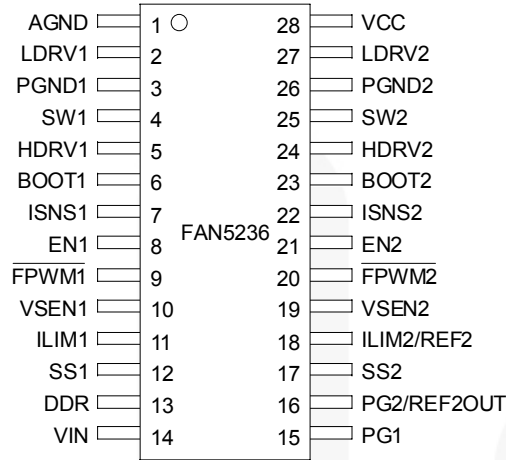 AGND 1 28 VCC
LDRV1 2 27 LDRV2
PGND1 3 26 PGND2
SW1 4 25 SW2
HDRV1 5 24 HDRV2
BOOT1 6 23 BOOT2
ISNS1 7 22 ISNS2
FAN5236
EN1 8 21 EN2
FPWM1 9 20 FPWM2
VSEN1 10 19 VSEN2
ILIM1 11 18 ILIM2/REF2
SS1 12 17 SS2
DDR 13 16 PG2/REF2OUT
VIN 14 15 PG1